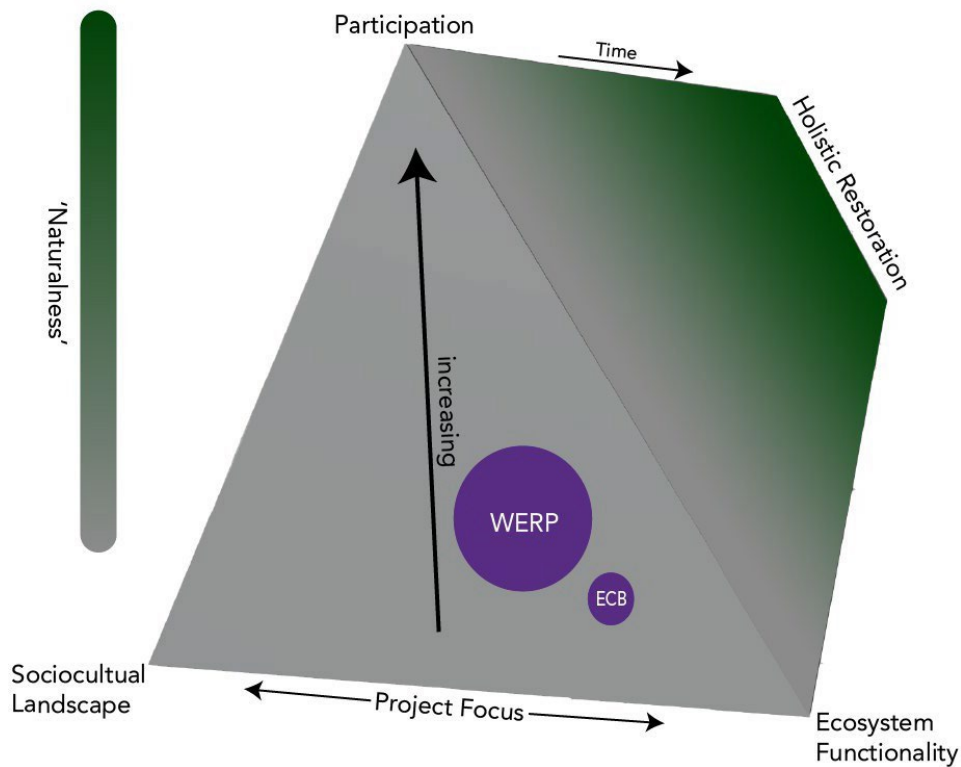 Participation
Time
Holistic Restoration
'Naturalness'
increasing
WERP
ECB
Sociocultual
Landscape
Project Focus
Ecosystem
Functionality